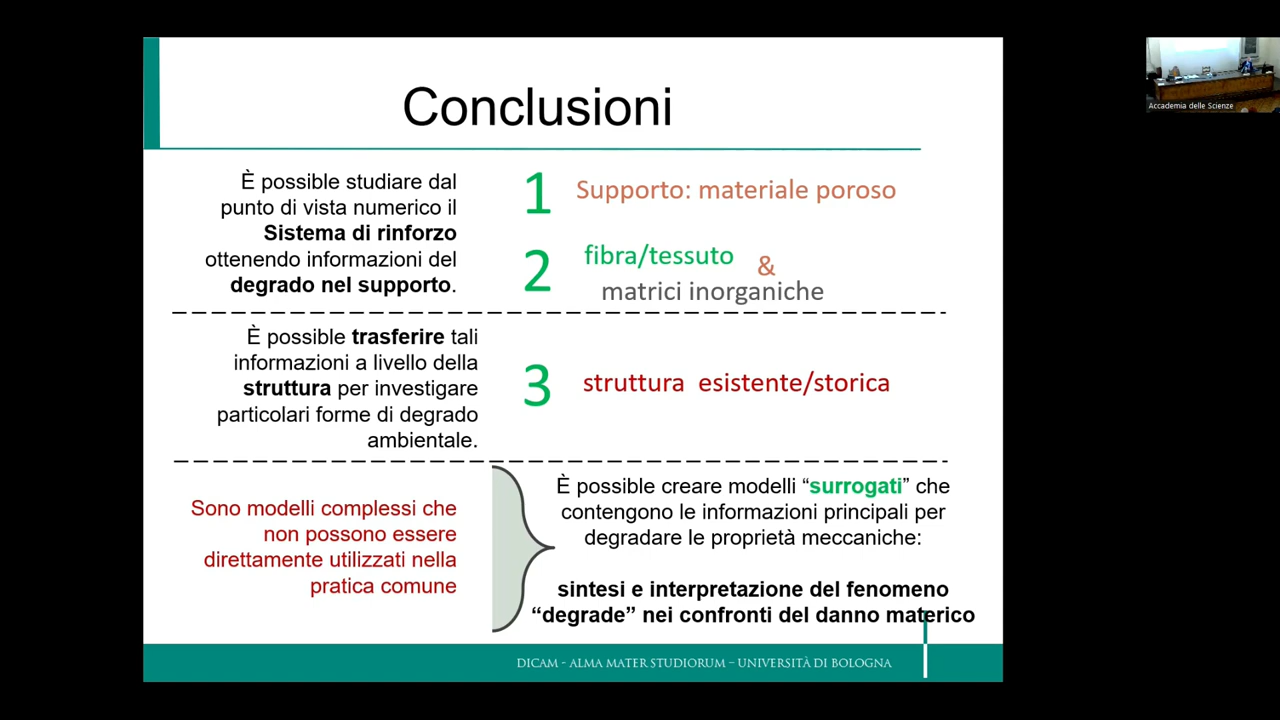 Conclusioni
È possibile studiare dal
punto di vista numerico il
Sistema di rinforzo
ottenendo informazioni del
degrado nel supporto.
1 Supporto: materiale poroso
2 fibra/tessuto &
matrici inorganiche
È possibile trasferire tali
informazioni a livello della
struttura per investigare
particolari forme di degrado
ambientale.
3 struttura esistente/storica
Sono modelli complessi che
non possono essere
direttamente utilizzati nella
pratica comune
È possibile creare modelli “surrogati” che
contengono le informazioni principali per
degradare le proprietà meccaniche:
sintesi e interpretazione del fenomeno
“degrade” nei confronti del danno materico
DICAM - ALMA MATER STUDIORUM – UNIVERSITÀ DI BOLOGNA
Accademia delle Scienze